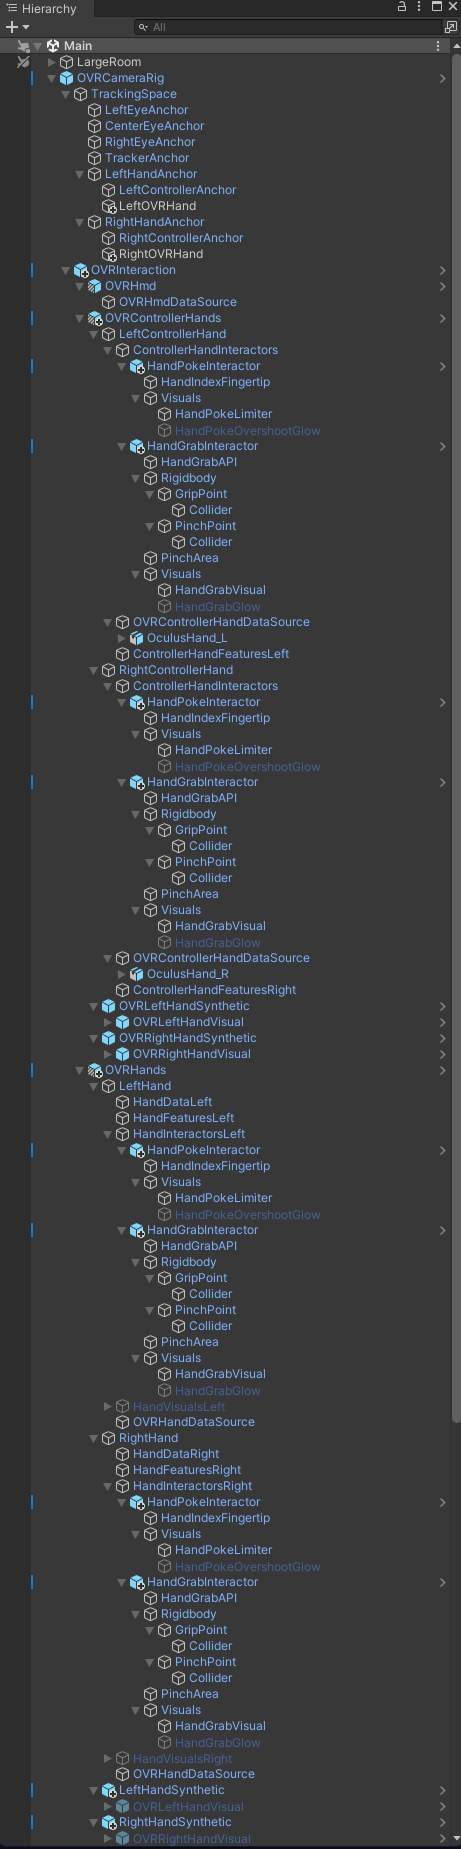 Hierarchy
All
Main
LargeRoom
OVRCameraRig
TrackingSpace
LeftEyeAnchor
CenterEyeAnchor
RightEyeAnchor
TrackerAnchor
LeftHandAnchor
LeftControllerAnchor
LeftOVRHand
RightHandAnchor
RightControllerAnchor
RightOVRHand
OVRInteraction
OVRHmd
OVRHmdDataSource
OVRControllerHands
LeftControllerHand
ControllerHandInteractors
HandPokeInteractor
HandIndexFingertip
Visuals
HandPokeLimiter
HandPokeOvershootGlow
HandGrabInteractor
HandGrabAPI
Rigidbody
GripPoint
Collider
PinchPoint
Collider
PinchArea
Visuals
HandGrabVisual
HandGrabGlow
OVRControllerHandDataSource
OculusHand_L
ControllerHandFeaturesLeft
RightControllerHand
ControllerHandInteractors
HandPokeInteractor
HandIndexFingertip
Visuals
HandPokeLimiter
HandPokeOvershootGlow
HandGrabInteractor
HandGrabAPI
Rigidbody
GripPoint
Collider
PinchPoint
Collider
PinchArea
Visuals
HandGrabVisual
HandGrabGlow
OVRControllerHandDataSource
OculusHand_R
ControllerHandFeaturesRight
OVRLeftHandSynthetic
OVRLeftHandVisual
OVRRightHandSynthetic
OVRRightHandVisual
OVRHands
LeftHand
HandDataLeft
HandFeaturesLeft
HandInteractorsLeft
HandPokeInteractor
HandIndexFingertip
Visuals
HandPokeLimiter
HandPokeOvershootGlow
HandGrabInteractor
HandGrabAPI
Rigidbody
GripPoint
Collider
PinchPoint
Collider
PinchArea
Visuals
HandGrabVisual
HandGrabGlow
HandVisualsLeft
OVRHandDataSource
RightHand
HandDataRight
HandFeaturesRight
HandInteractorsRight
HandPokeInteractor
HandIndexFingertip
Visuals
HandPokeLimiter
HandPokeOvershootGlow
HandGrabInteractor
HandGrabAPI
Rigidbody
GripPoint
Collider
PinchPoint
Collider
PinchArea
Visuals
HandGrabVisual
HandGrabGlow
HandVisualsRight
OVRHandDataSource
LeftHandSynthetic
OVRLeftHandVisual
RightHandSynthetic
OVRRightHandVisual